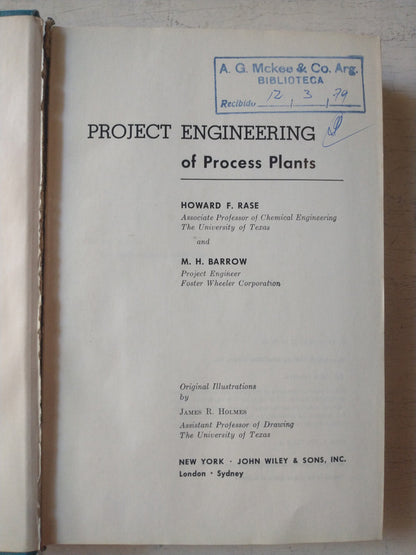 A. G. Mckee & Co. Arg.
BIBLIOTECA
Recibido 12 / 3 / 79
PROJECT ENGINEERING
of Process Plants
HOWARD F. RASE
Associate Professor of Chemical Engineering
The University of Texas
and
M. H. BARROW
Project Engineer
Foster Wheeler Corporation
Original Illustrations
by
JAMES R. HOLMES
Assistant Professor of Drawing
The University of Texas
NEW YORK · JOHN WILEY & SONS, INC.
London · Sydney